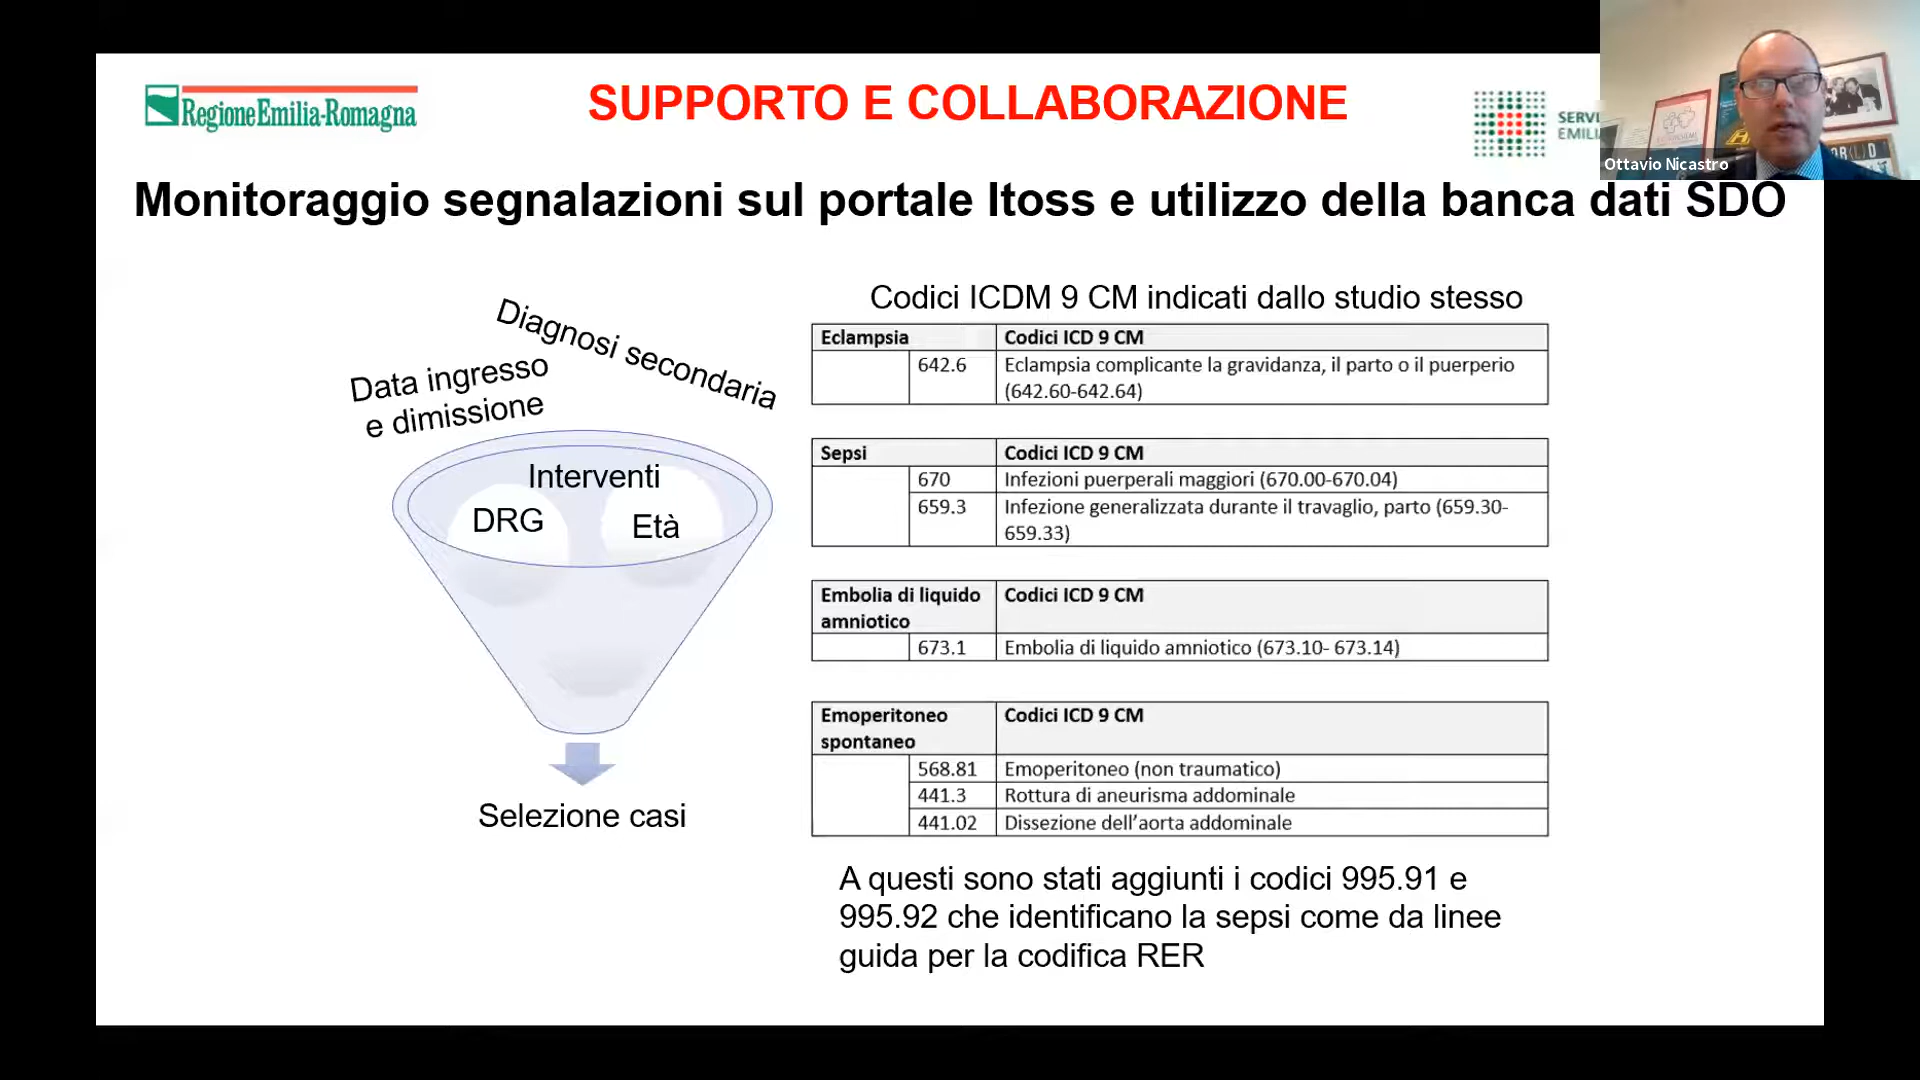 RegioneEmilia-Romagna
SUPPORTO E COLLABORAZIONE
Ottavio Nicastro
Monitoraggio segnalazioni sul portale Itoss e utilizzo della banca dati SDO
Diagnosi secondaria
Data ingresso
e dimissione
Interventi
DRG
Età
Selezione casi
Codici ICDM 9 CM indicati dallo studio stesso
Eclampsia Codici ICD 9 CM
642.6 Eclampsia complicante la gravidanza, il parto o il puerperio
(642.60-642.64)
Sepsi Codici ICD 9 CM
670 Infezioni puerperali maggiori (670.00-670.04)
659.3 Infezione generalizzata durante il travaglio, parto (659.30-
659.33)
Embolia di liquido Codici ICD 9 CM
amniotico
673.1 Embolia di liquido amniotico (673.10- 673.14)
Emoperitoneo Codici ICD 9 CM
spontaneo
568.81 Emoperitoneo (non traumatico)
441.3 Rottura di aneurisma addominale
441.02 Dissezione dell'aorta addominale
A questi sono stati aggiunti i codici 995.91 e
995.92 che identificano la sepsi come da linee
guida per la codifica RER